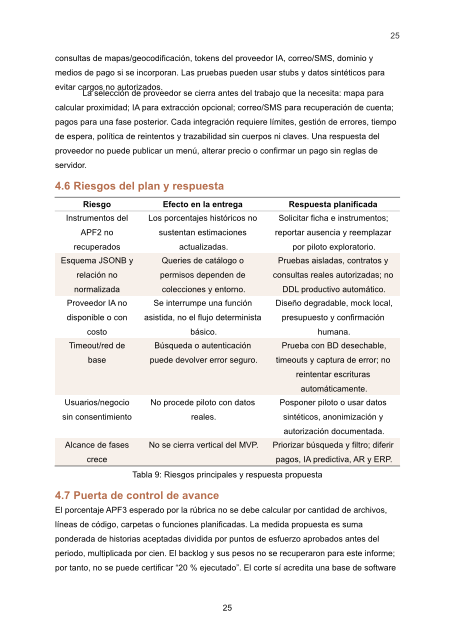 25
consultas de mapas/geocodificación, tokens del proveedor IA, correo/SMS, dominio y
medios de pago si se incorporan. Las pruebas pueden usar stubs y datos sintéticos para
evitar cargos no autorizados.
La selección de proveedor se cierra antes del trabajo que la necesita: mapa para
calcular proximidad; IA para extracción opcional; correo/SMS para recuperación de cuenta;
pagos para una fase posterior. Cada integración requiere límites, gestión de errores, tiempo
de espera, política de reintentos y trazabilidad sin cuerpos ni claves. Una respuesta del
proveedor no puede publicar un menú, alterar precio o confirmar un pago sin reglas de
servidor.
4.6 Riesgos del plan y respuesta
Riesgo Efecto en la entrega Respuesta planificada
Instrumentos del Los porcentajes históricos no Solicitar ficha e instrumentos;
APF2 no sustentan estimaciones reportar ausencia y reemplazar
recuperados actualizadas. por piloto exploratorio.
Esquema JSONB y Queries de catálogo o Pruebas aisladas, contratos y
relación no permisos dependen de consultas reales autorizadas; no
normalizada colecciones y entorno. DDL productivo automático.
Proveedor IA no Se interrumpe una función Diseño degradable, mock local,
disponible o con asistida, no el flujo determinista presupuesto y confirmación
costo básico. humana.
Timeout/red de Búsqueda o autenticación Prueba con BD desechable,
base puede devolver error seguro. timeouts y captura de error; no
reintentar escrituras
automáticamente.
Usuarios/negocio No procede piloto con datos Posponer piloto o usar datos
sin consentimiento reales. sintéticos, anonimización y
autorización documentada.
Alcance de fases No se cierra vertical del MVP. Priorizar búsqueda y filtro; diferir
crece pagos, IA predictiva, AR y ERP.
Tabla 9: Riesgos principales y respuesta propuesta
4.7 Puerta de control de avance
El porcentaje APF3 esperado por la rúbrica no se debe calcular por cantidad de archivos,
líneas de código, carpetas o funciones planificadas. La medida propuesta es suma
ponderada de historias aceptadas dividida por puntos de esfuerzo aprobados antes del
periodo, multiplicada por cien. El backlog y sus pesos no se recuperaron para este informe;
por tanto, no se puede certificar “20 % ejecutado”. El corte sí acredita una base de software
25